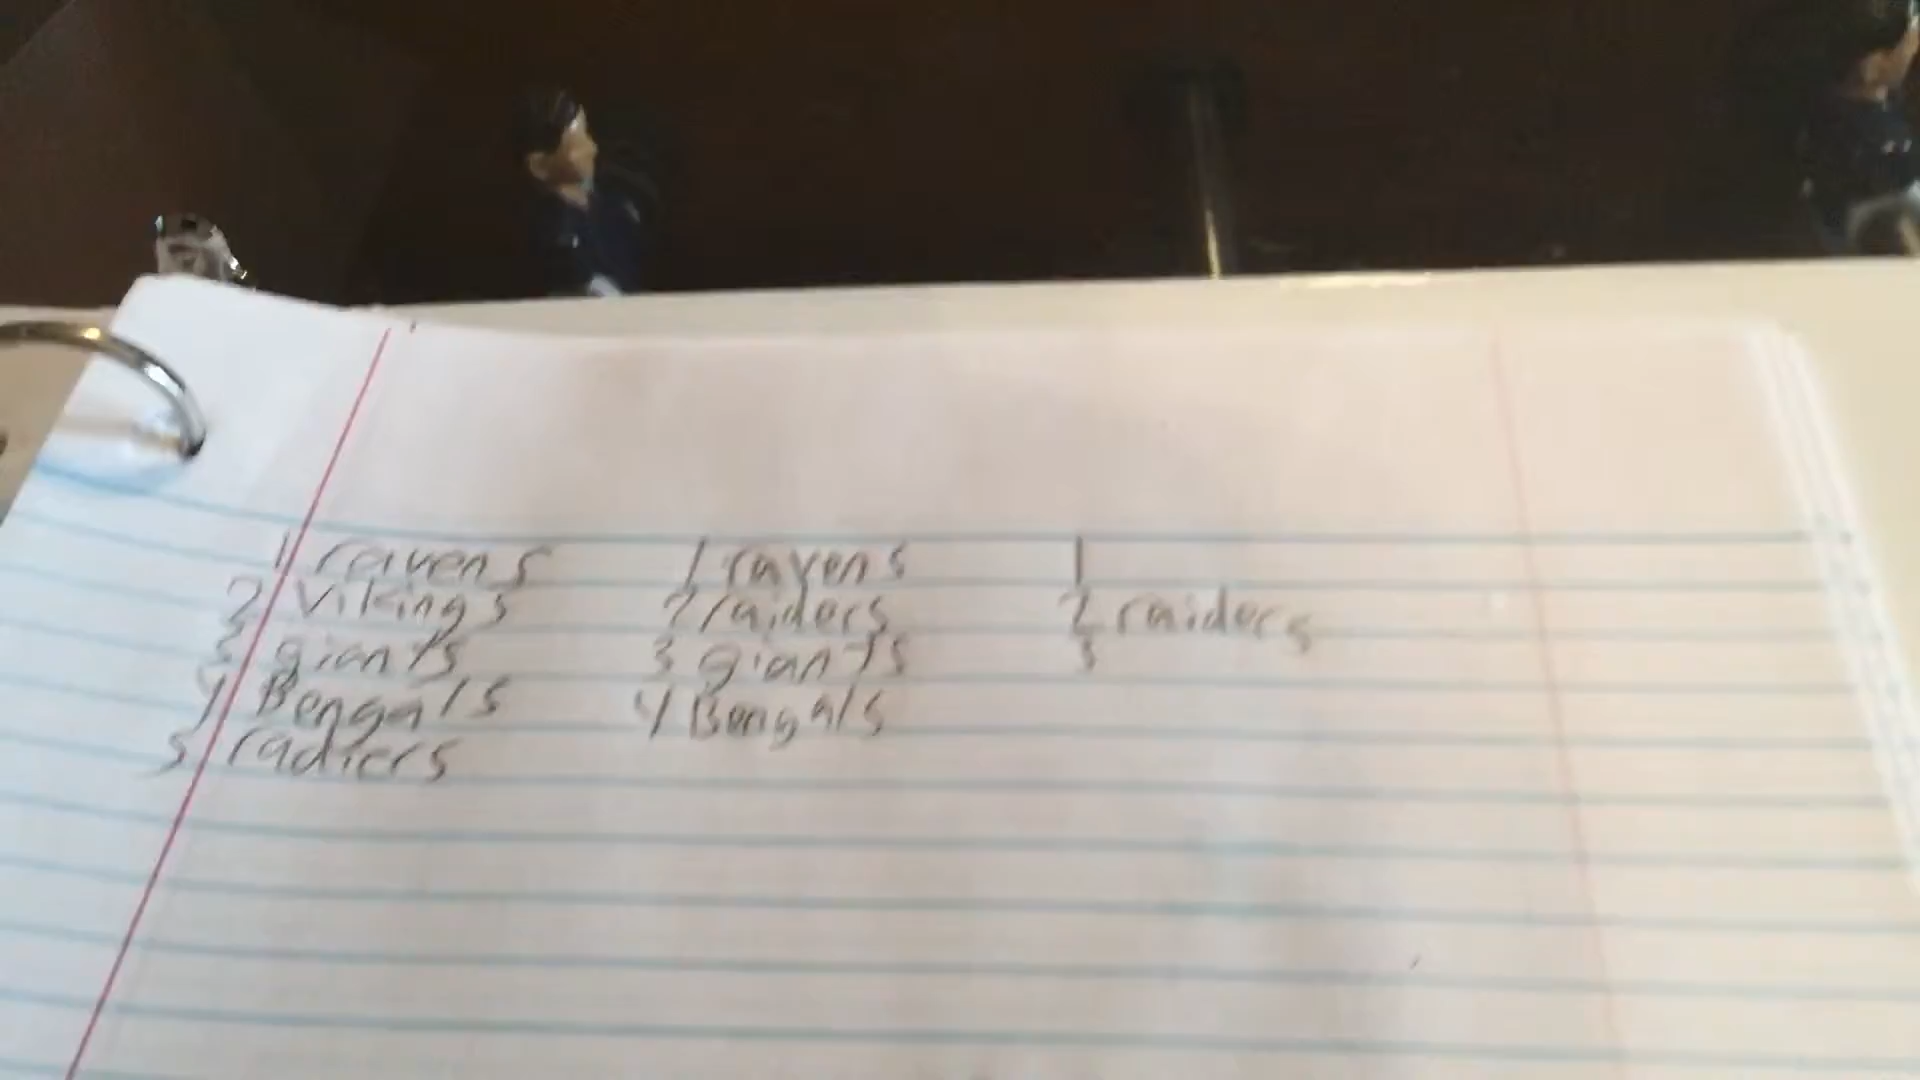 1 ravens
2 Vikings
3 giants
4 Bengals
5 radiers
1 ravens
2 raiders
3 giants
4 Bengals
1
2 raiders
3